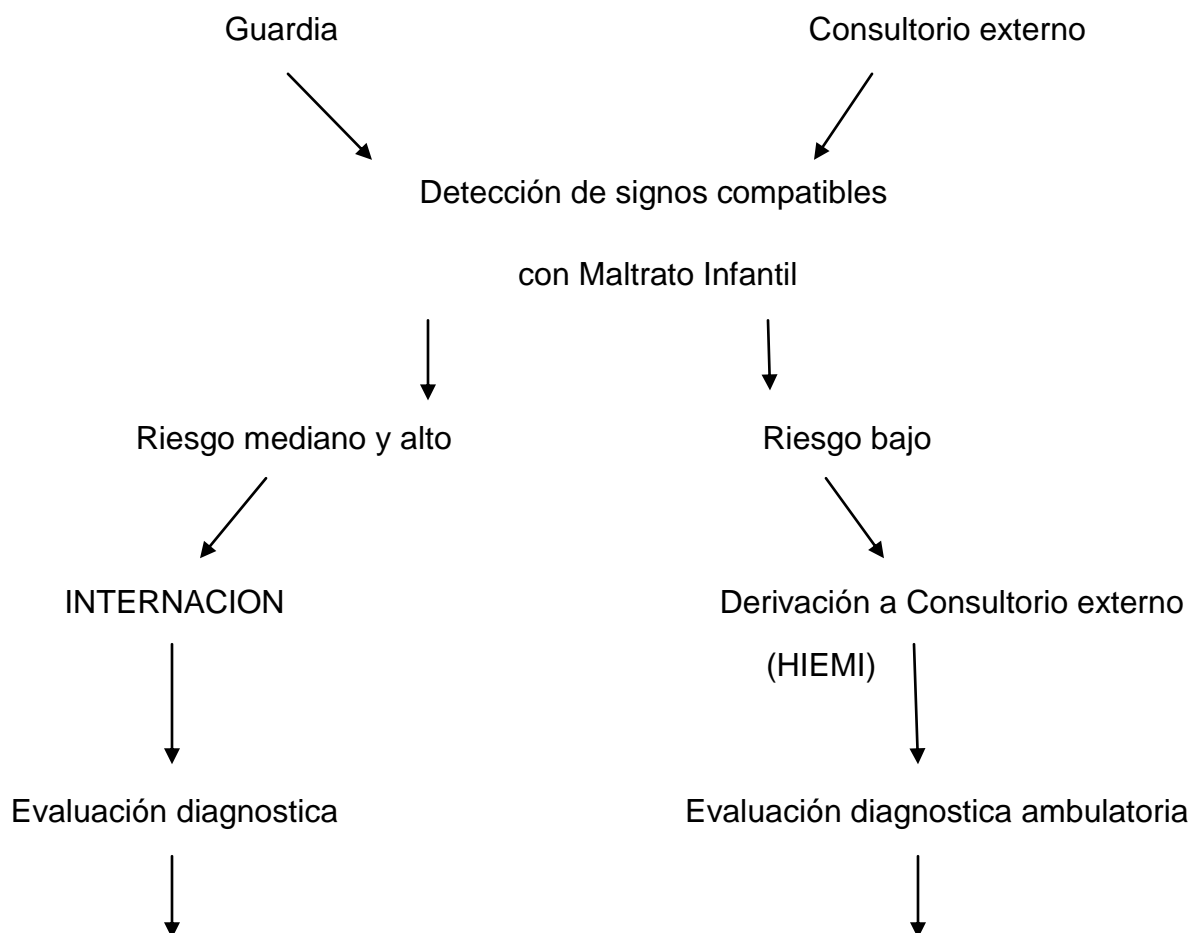 Guardia
Consultorio externo
Detección de signos compatibles
con Maltrato Infantil
Riesgo mediano y alto
Riesgo bajo
INTERNACION
Derivación a Consultorio externo
(HIEMI)
Evaluación diagnostica
Evaluación diagnostica ambulatoria